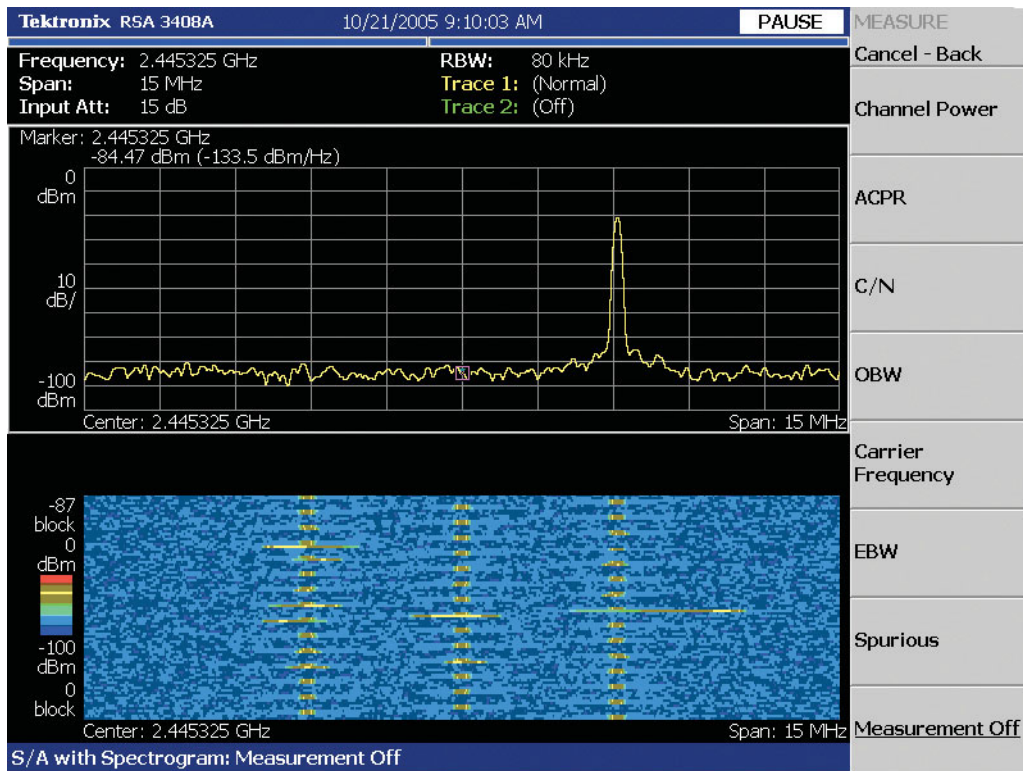 Tektronix RSA 3408A 10/21/2005 9:10:03 AM PAUSE
MEASURE
Cancel - Back
Frequency: 2.445325 GHz RBW: 80 kHz
Span: 15 MHz Trace 1: (Normal)
Input Att: 15 dB Trace 2: (Off)
Channel Power
Marker: 2.445325 GHz
-84.47 dBm (-133.5 dBm/Hz)
0
dBm
ACPR
10
dB/
C/N
-100
dBm
OBW
Center: 2.445325 GHz Span: 15 MHz
Carrier
Frequency
-87
block
0
dBm
EBW
-100
dBm
Spurious
0
block
Center: 2.445325 GHz Span: 15 MHz
Measurement Off
S/A with Spectrogram: Measurement Off